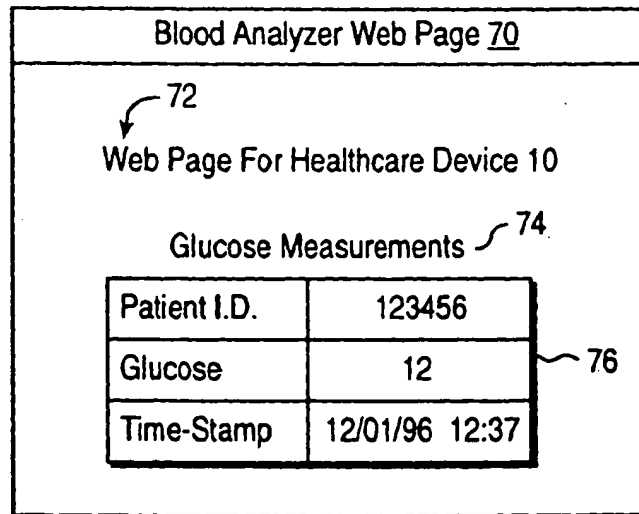 Blood Analyzer Web Page 70
72
Web Page For Healthcare Device 10
Glucose Measurements 74
Patient I.D. 123456
Glucose 12 76
Time-Stamp 12/01/96 12:37